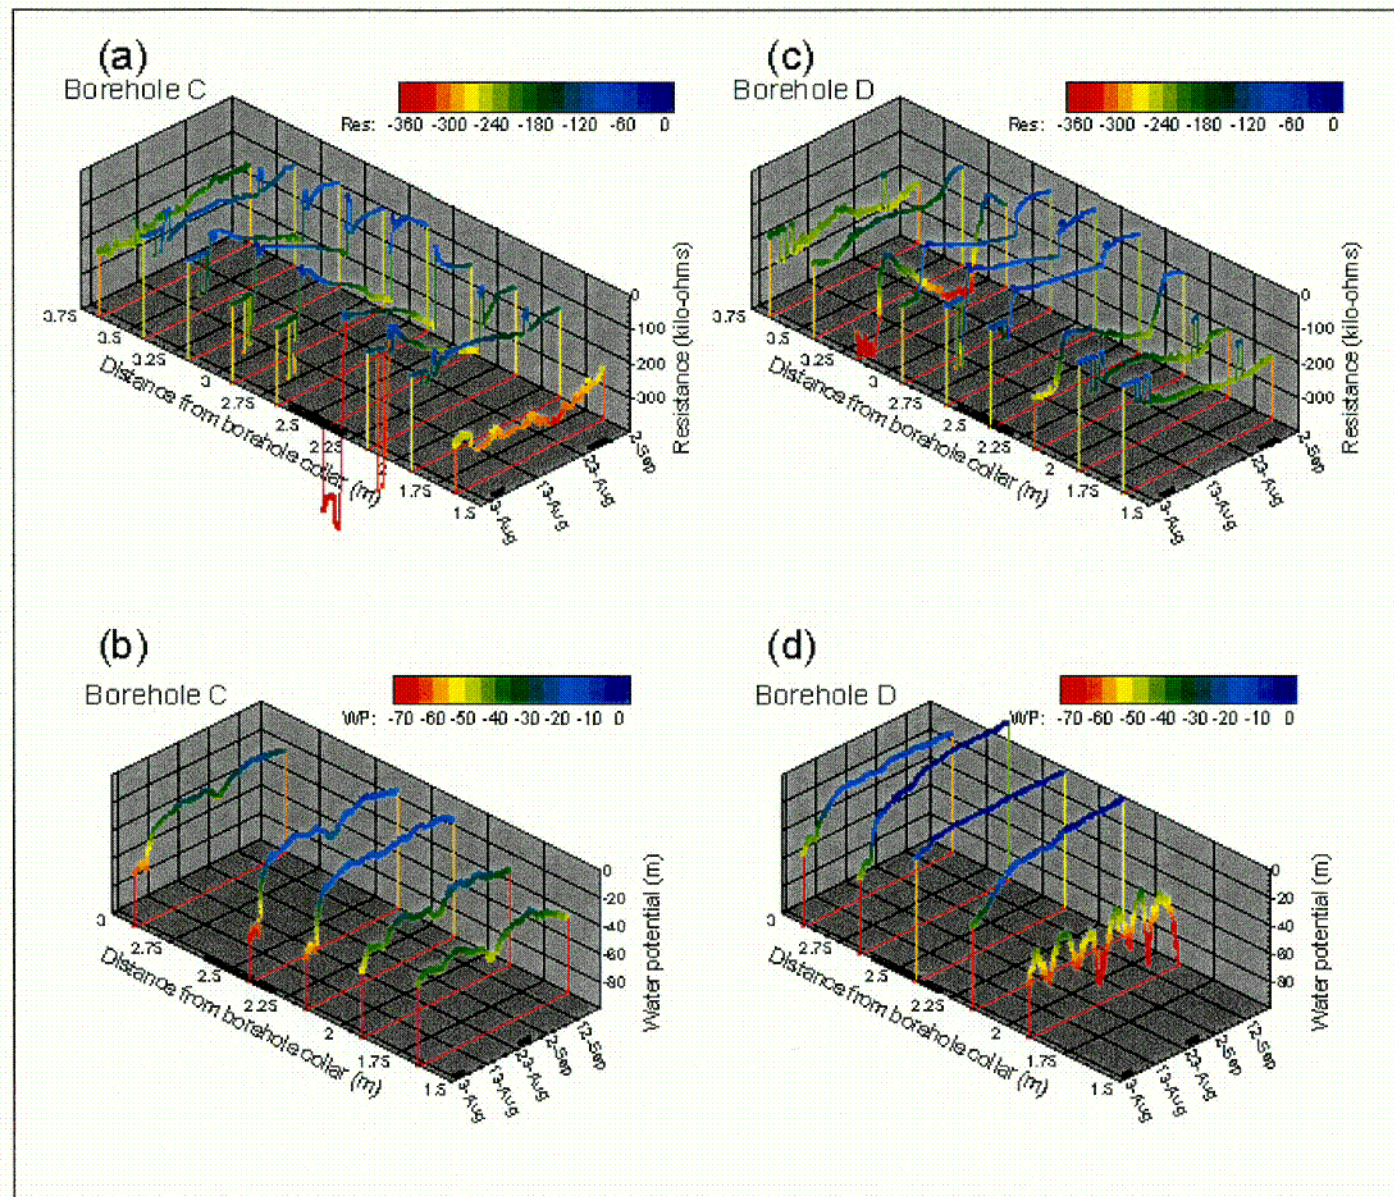 (a)
Borehole C
Res: -360 -300 -240 -180 -120 -60 0
3.75 3.5 3.25 3 2.75 2.5 2.25 2 1.75 1.5
Distance from borehole collar (m)
3-Aug 13-Aug 23-Aug 2-Sep
0
-100
-200
-300
Resistance (kilo-ohms)
(c)
Borehole D
Res: -360 -300 -240 -180 -120 -60 0
3.75 3.5 3.25 3 2.75 2.5 2.25 2 1.75 1.5
Distance from borehole collar (m)
3-Aug 13-Aug 23-Aug 2-Sep
0
-100
-200
-300
Resistance (kilo-ohms)
(b)
Borehole C
WP: -70 -60 -50 -40 -30 -20 -10 0
3 2.75 2.5 2.25 2 1.75 1.5
Distance from borehole collar (m)
3-Aug 13-Aug 23-Aug 2-Sep 12-Sep
0
-20
-40
-60
-80
Water potential (m)
(d)
Borehole D
WP: -70 -60 -50 -40 -30 -20 -10 0
3 2.75 2.5 2.25 2 1.75 1.5
Distance from borehole collar (m)
3-Aug 13-Aug 23-Aug 2-Sep 12-Sep
0
-20
-40
-60
-80
Water potential (m)